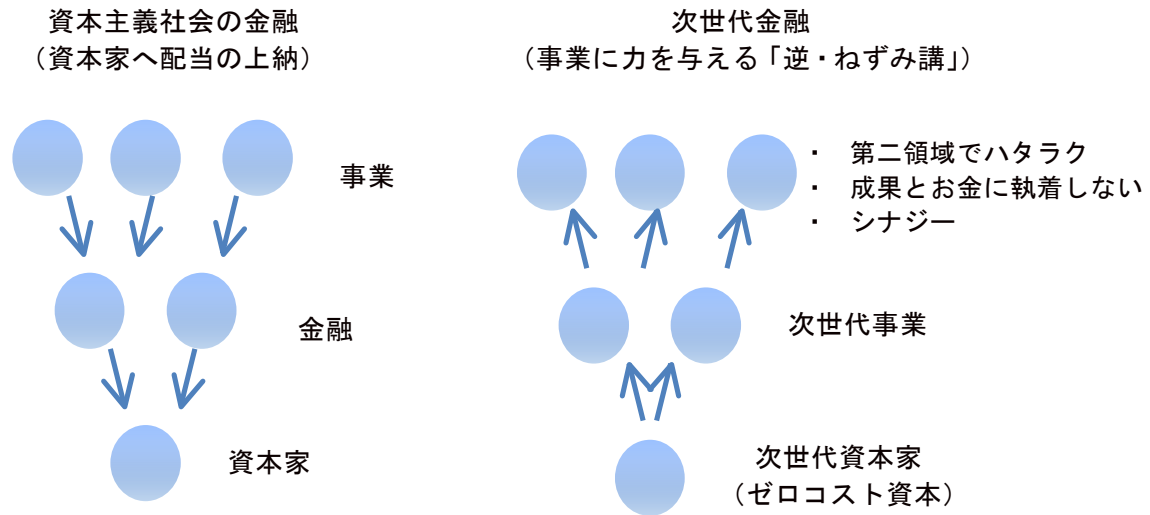 資本主義社会の金融
（資本家へ配当の上納）
事業
金融
資本家
次世代金融
（事業に力を与える「逆・ねずみ講」）
・ 第二領域でハタラク
・ 成果とお金に執着しない
・ シナジー
次世代事業
次世代資本家
（ゼロコスト資本）